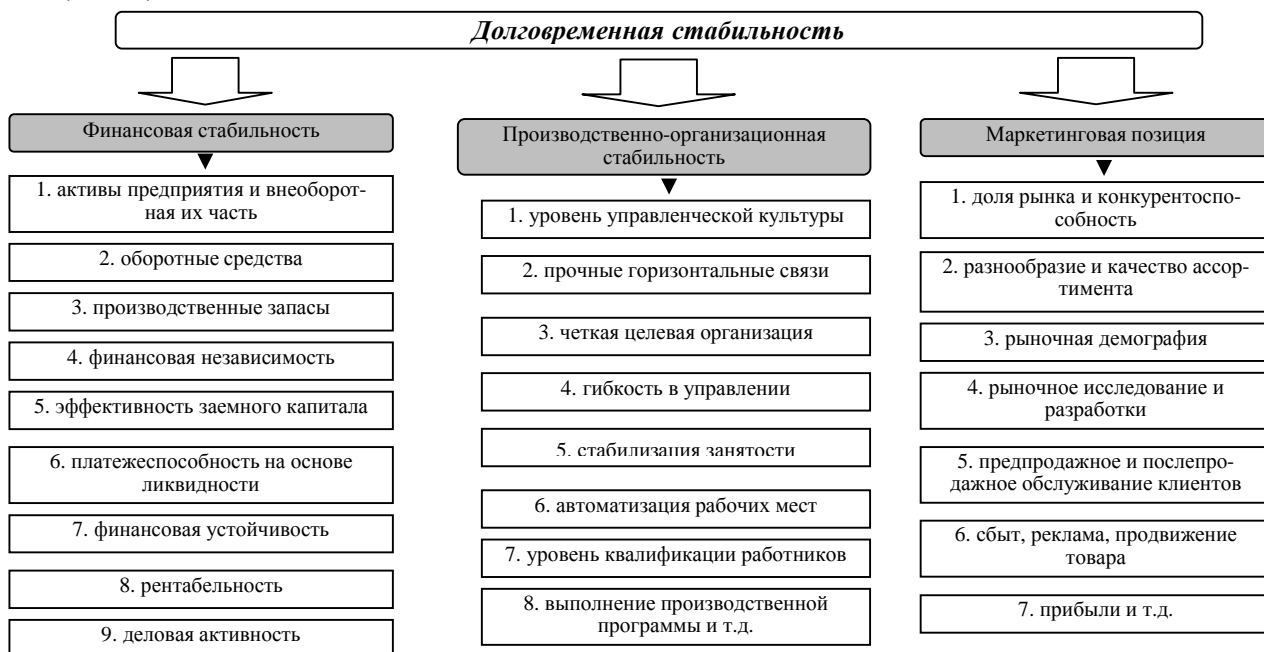 Долговременная стабильность
Финансовая стабильность
1. активы предприятия и внеоборот-
ная их часть
2. оборотные средства
3. производственные запасы
4. финансовая независимость
5. эффективность заемного капитала
6. платежеспособность на основе
ликвидности
7. финансовая устойчивость
8. рентабельность
9. деловая активность
Производственно-организационная
стабильность
1. уровень управленческой культуры
2. прочные горизонтальные связи
3. четкая целевая организация
4. гибкость в управлении
5. стабилизация занятости
6. автоматизация рабочих мест
7. уровень квалификации работников
8. выполнение производственной
программы и т.д.
Маркетинговая позиция
1. доля рынка и конкурентоспо-
собность
2. разнообразие и качество ассор-
тимента
3. рыночная демография
4. рыночное исследование и
разработки
5. предпродажное и послепро-
дажное обслуживание клиентов
6. сбыт, реклама, продвижение
товара
7. прибыли и т.д.